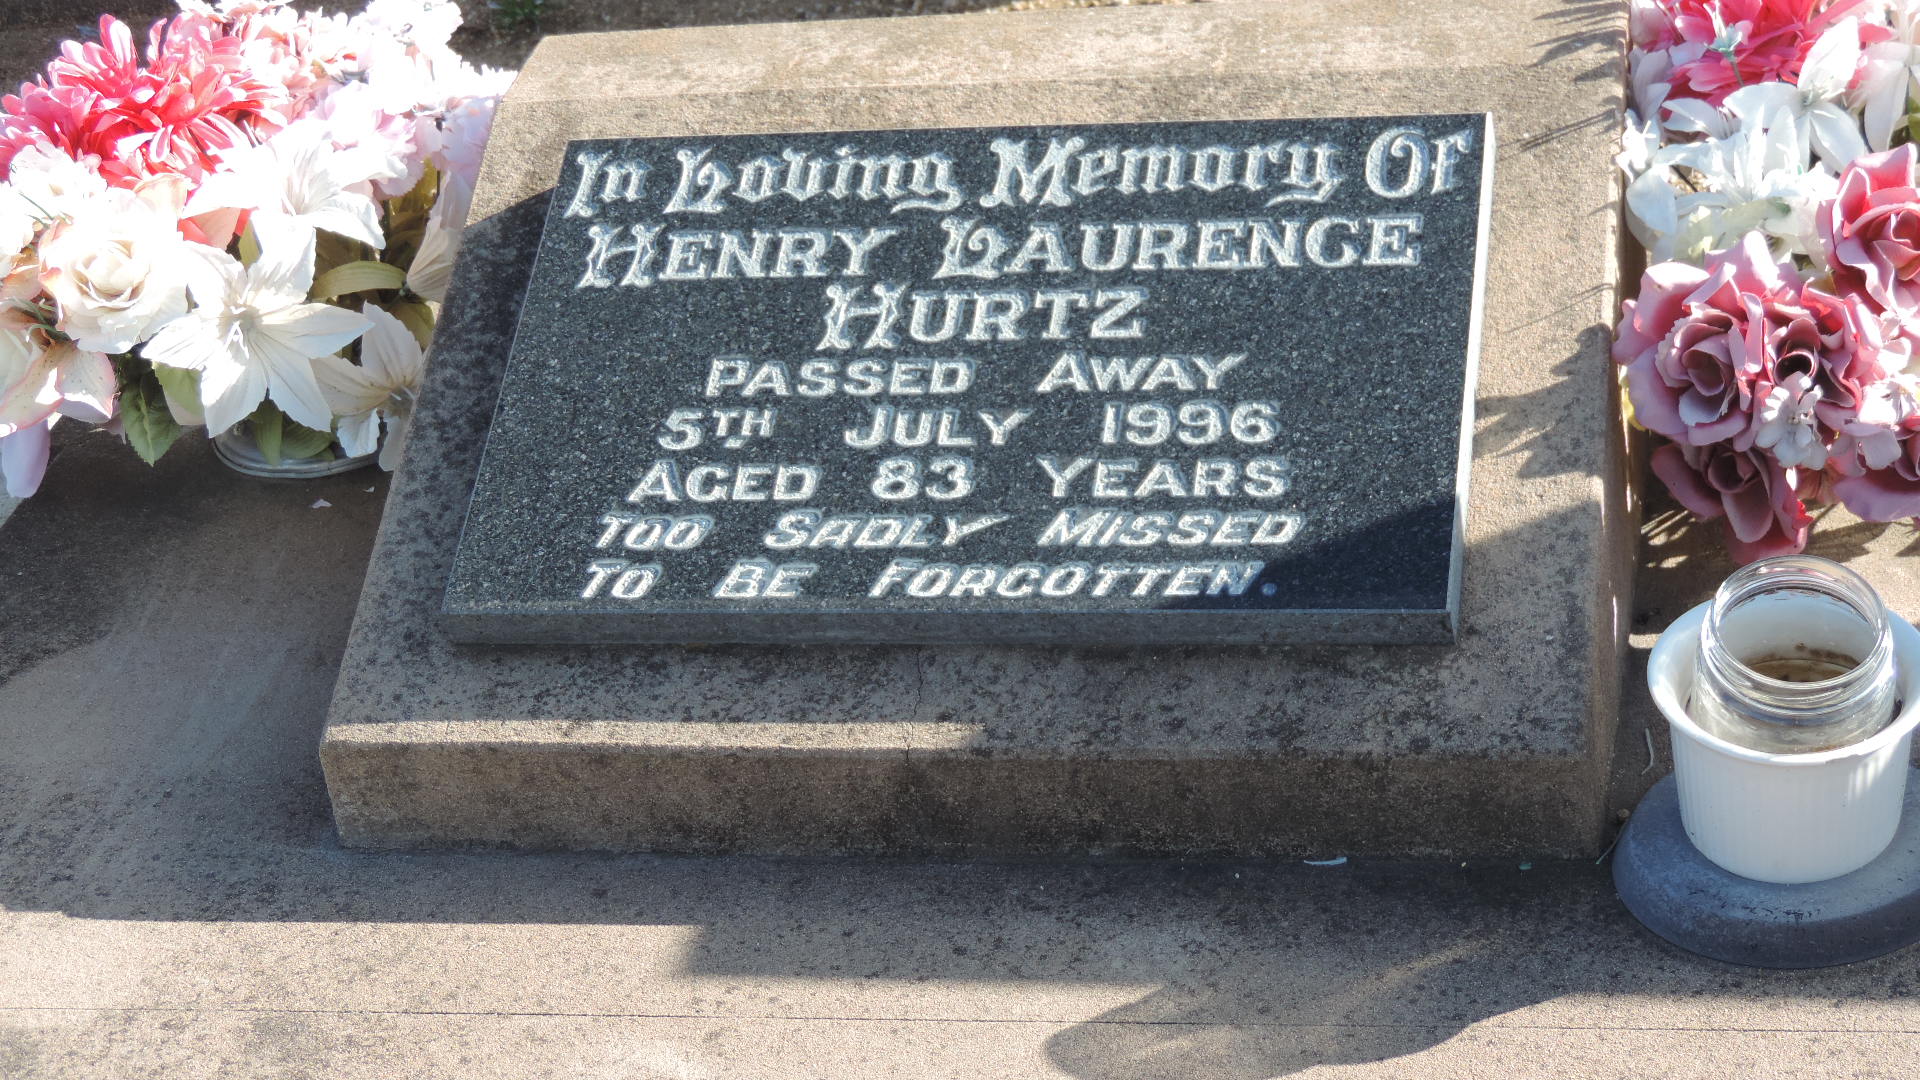 In Loving Memory Of
HENRY LAURENCE
HURTZ
PASSED AWAY
5TH JULY 1996
AGED 83 YEARS
TOO SADLY MISSED
TO BE FORGOTTEN.